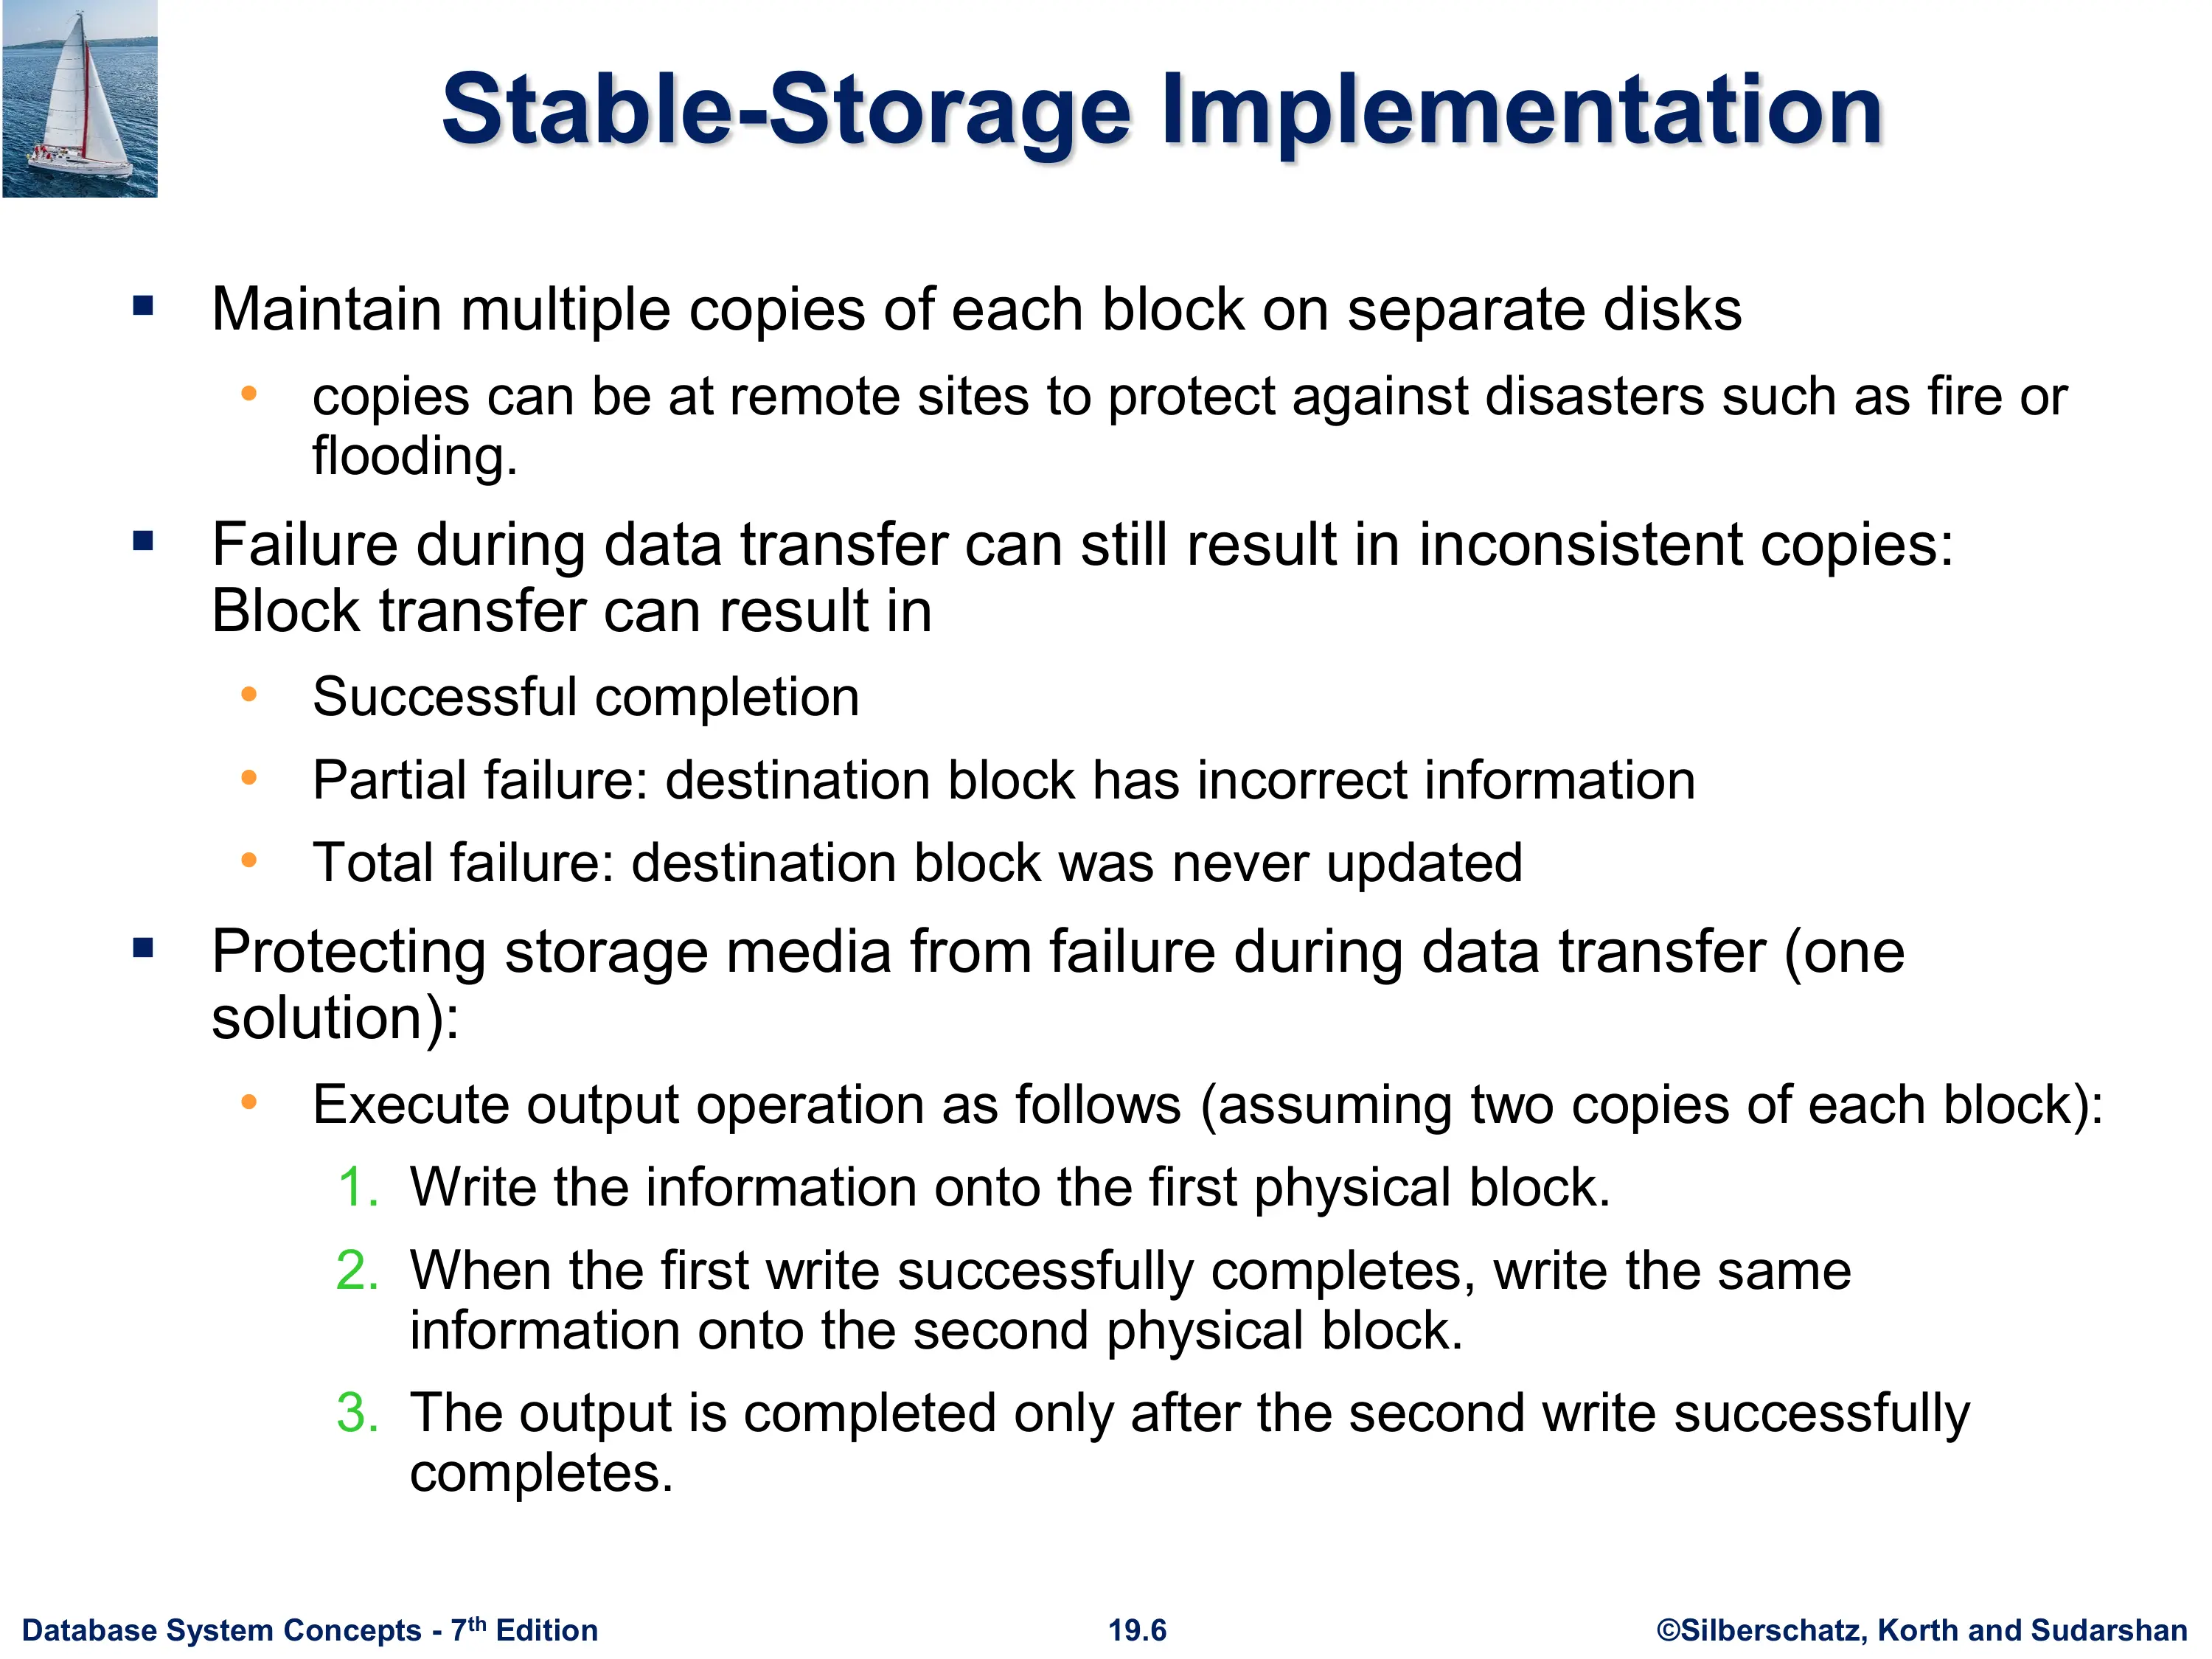 Stable-Storage Implementation
▪ Maintain multiple copies of each block on separate disks
• copies can be at remote sites to protect against disasters such as fire or
flooding.
▪ Failure during data transfer can still result in inconsistent copies:
Block transfer can result in
• Successful completion
• Partial failure: destination block has incorrect information
• Total failure: destination block was never updated
▪ Protecting storage media from failure during data transfer (one
solution):
• Execute output operation as follows (assuming two copies of each block):
1. Write the information onto the first physical block.
2. When the first write successfully completes, write the same
information onto the second physical block.
3. The output is completed only after the second write successfully
completes.
Database System Concepts - 7th Edition 19.6 ©Silberschatz, Korth and Sudarshan